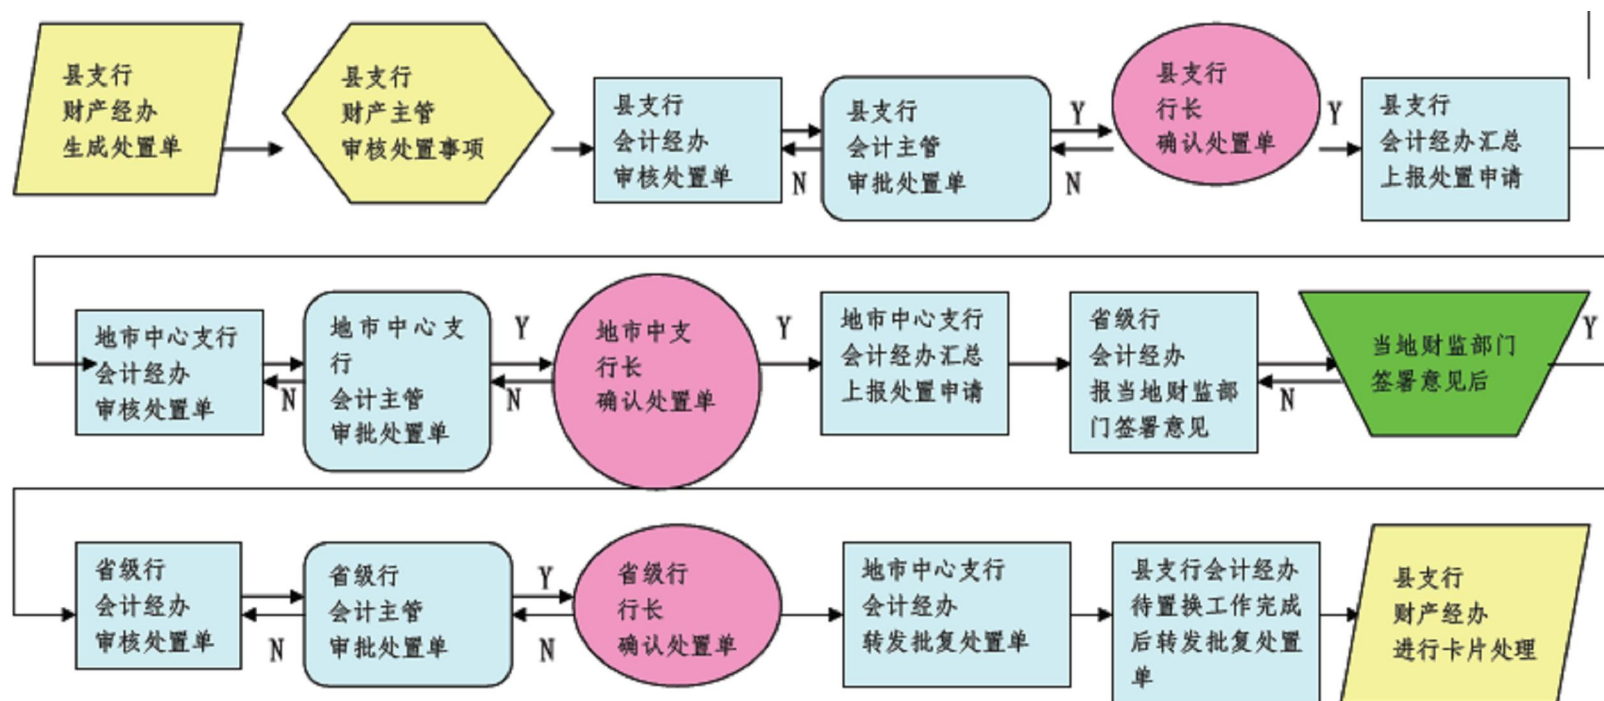 县支行
财产经办
生成处置单
县支行
财产主管
审核处置事项
县支行
会计经办
审核处置单
N
县支行
会计主管
审批处置单
Y
N
县支行
行长
确认处置单
Y
县支行
会计经办汇总
上报处置申请
地市中心支行
会计经办
审核处置单
N
地市中心支
行
会计主管
审批处置单
Y
N
地市中支
行长
确认处置单
Y
地市中心支行
会计经办汇总
上报处置申请
省级行
会计经办
报当地财监部
门签署意见
N
当地财监部门
签署意见后
Y
省级行
会计经办
审核处置单
N
省级行
会计主管
审批处置单
Y
N
省级行
行长
确认处置单
地市中心支行
会计经办
转发批复处置单
县支行会计经办
待置换工作完成
后转发批复处置
单
县支行
财产经办
进行卡片处理